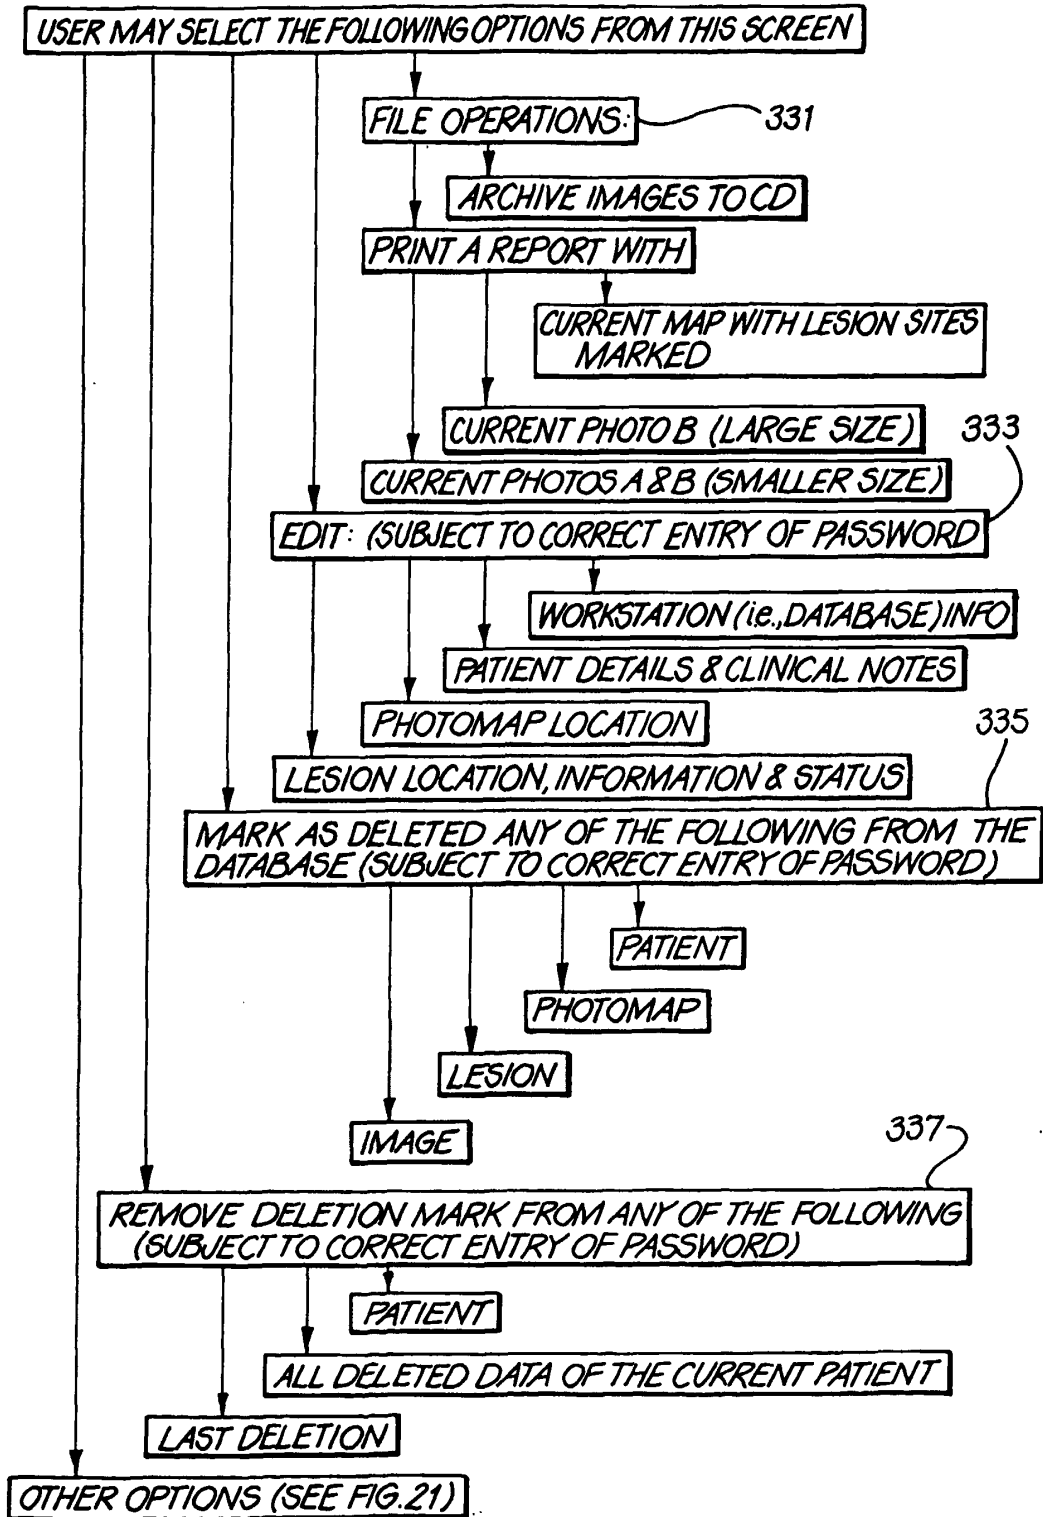 USER MAY SELECT THE FOLLOWING OPTIONS FROM THIS SCREEN
FILE OPERATIONS:
331
ARCHIVE IMAGES TO CD
PRINT A REPORT WITH
CURRENT MAP WITH LESION SITES
MARKED
CURRENT PHOTO B (LARGE SIZE)
333
CURRENT PHOTOS A & B (SMALLER SIZE)
EDIT: (SUBJECT TO CORRECT ENTRY OF PASSWORD
WORKSTATION (i.e., DATABASE) INFO
PATIENT DETAILS & CLINICAL NOTES
PHOTOMAP LOCATION
335
LESION LOCATION, INFORMATION & STATUS
MARK AS DELETED ANY OF THE FOLLOWING FROM THE
DATABASE (SUBJECT TO CORRECT ENTRY OF PASSWORD)
PATIENT
PHOTOMAP
LESION
IMAGE
337
REMOVE DELETION MARK FROM ANY OF THE FOLLOWING
(SUBJECT TO CORRECT ENTRY OF PASSWORD)
PATIENT
ALL DELETED DATA OF THE CURRENT PATIENT
LAST DELETION
OTHER OPTIONS (SEE FIG.21)